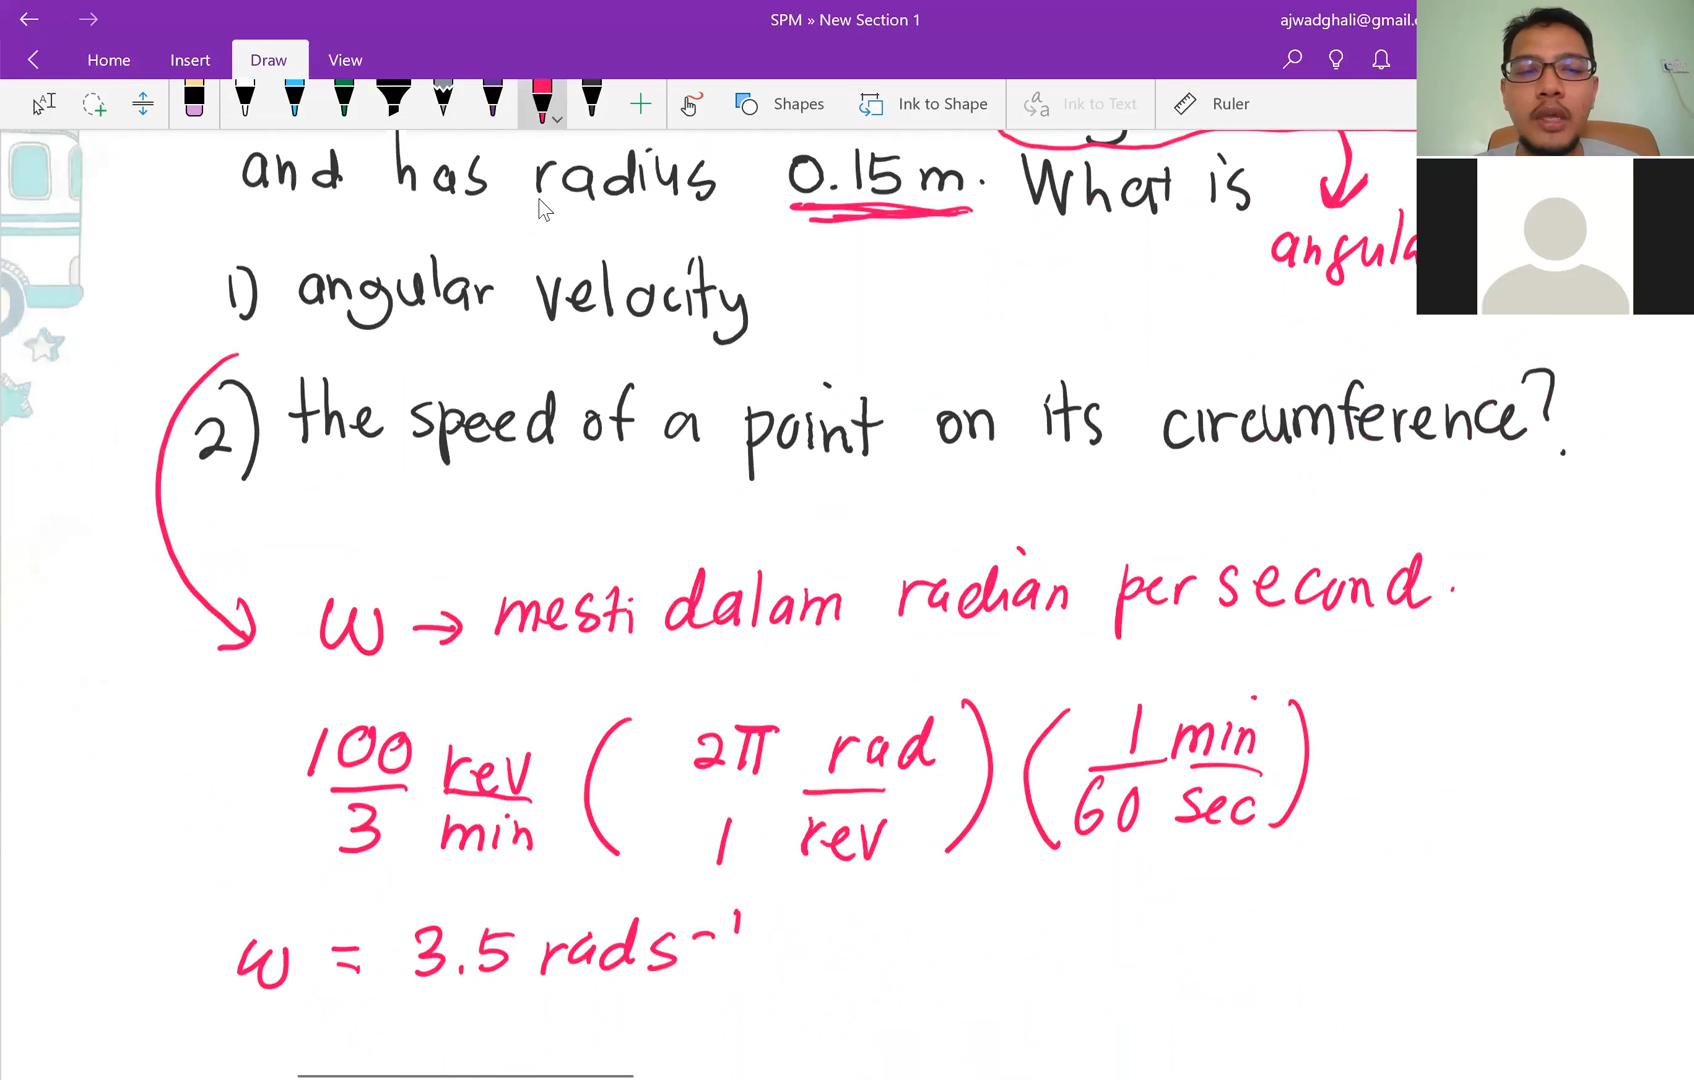 SPM » New Section 1
ajwadghali@gmail.c
Home Insert Draw View
Shapes Ink to Shape Ink to Text Ruler
and has radius 0.15 m. What is
angula
1) angular velocity
2) the speed of a point on its circumference?
ω → mesti dalam radian per second.
100/3 rev/min ( 2π rad / 1 rev ) ( 1 min / 60 sec )
ω = 3.5 rads⁻¹